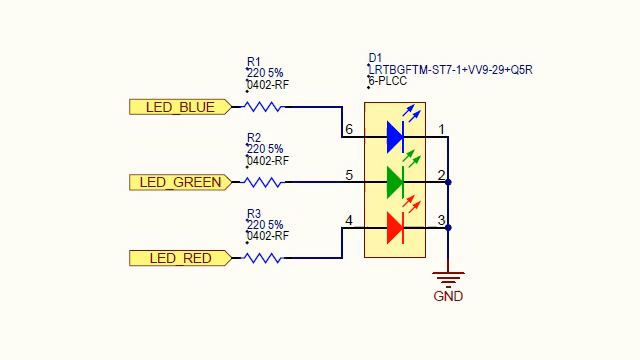 R1
220 5%
0402-RF
D1
LRTBGFTM-ST7-1+VV9-29+Q5R
6-PLCC
LED_BLUE
6
1
R2
220 5%
0402-RF
LED_GREEN
5
2
R3
220 5%
0402-RF
4
3
LED_RED
GND